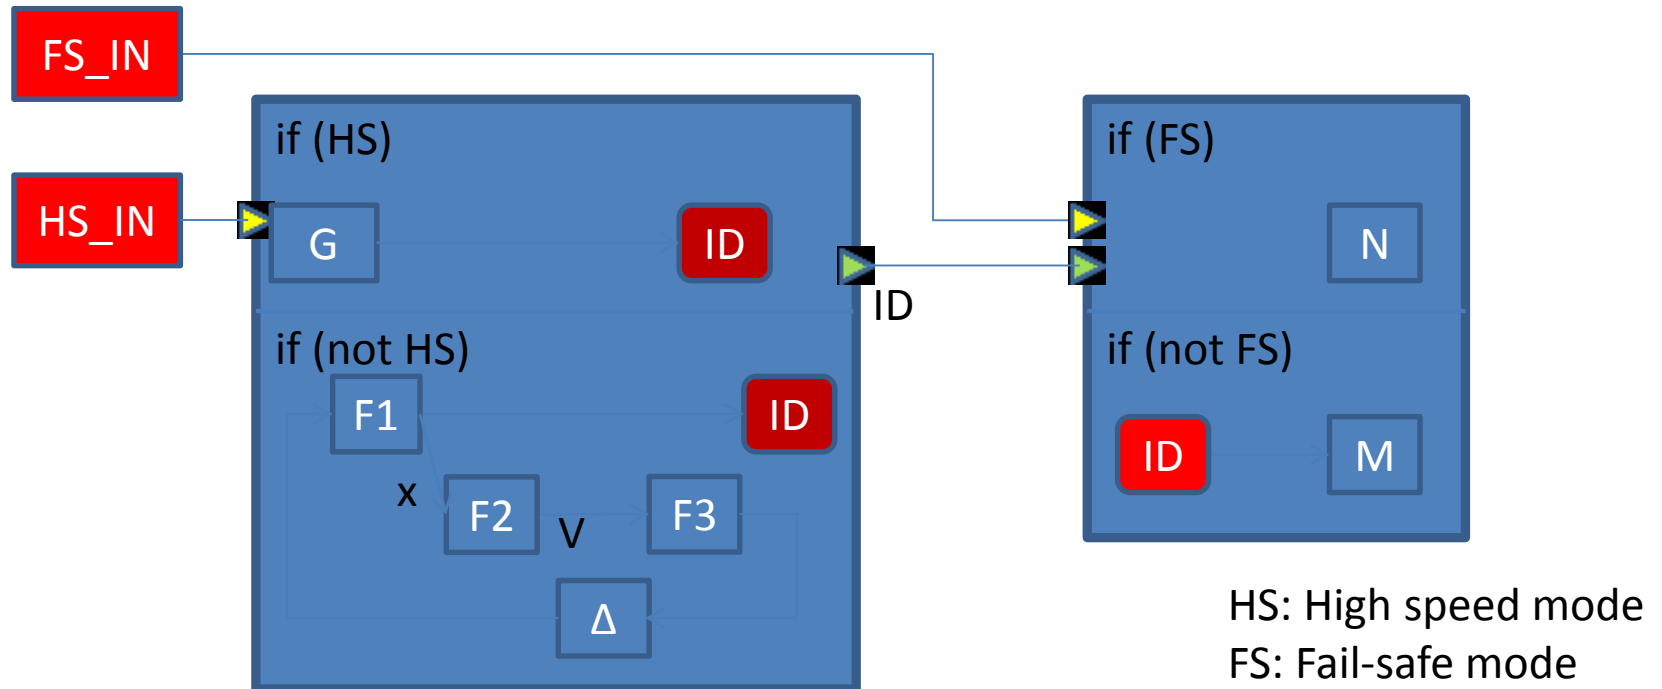 FS_IN
HS_IN
if (HS)
G
ID
ID
if (not HS)
F1
ID
x
F2
V
F3
Δ
if (FS)
N
if (not FS)
ID
M
HS: High speed mode
FS: Fail-safe mode